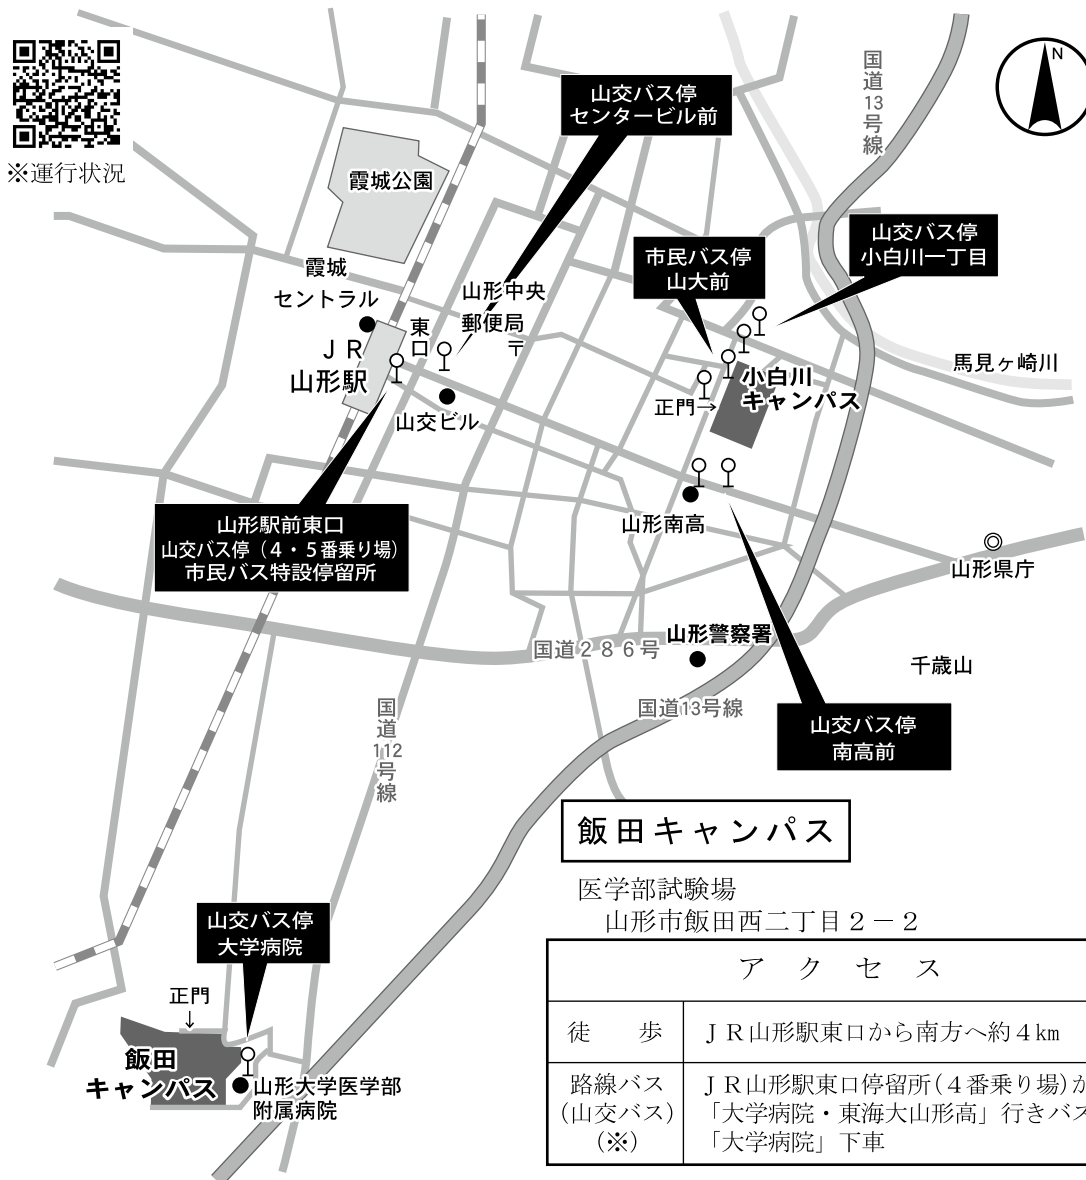 ※運行状況
N
国道13号線
山交バス停
センタービル前
霞城公園
山交バス停
小白川一丁目
市民バス停
山大前
霞城
セントラル
山形中央
郵便局
〒
東口
ＪＲ
山形駅
山交ビル
馬見ヶ崎川
小白川
キャンパス
正門→
山形南高
山形駅前東口
山交バス停（４・５番乗り場）
市民バス特設停留所
山形県庁
山形警察署
国道２８６号
千歳山
国道13号線
国道112号線
山交バス停
南高前
飯田キャンパス
医学部試験場
山形市飯田西二丁目２－２
山交バス停
大学病院
正門
↓
飯田
キャンパス
山形大学医学部
附属病院
アクセス
徒歩
ＪＲ山形駅東口から南方へ約４km
路線バス
(山交バス)
(※)
ＪＲ山形駅東口停留所(４番乗り場)か
「大学病院・東海大山形高」行きバス
「大学病院」下車